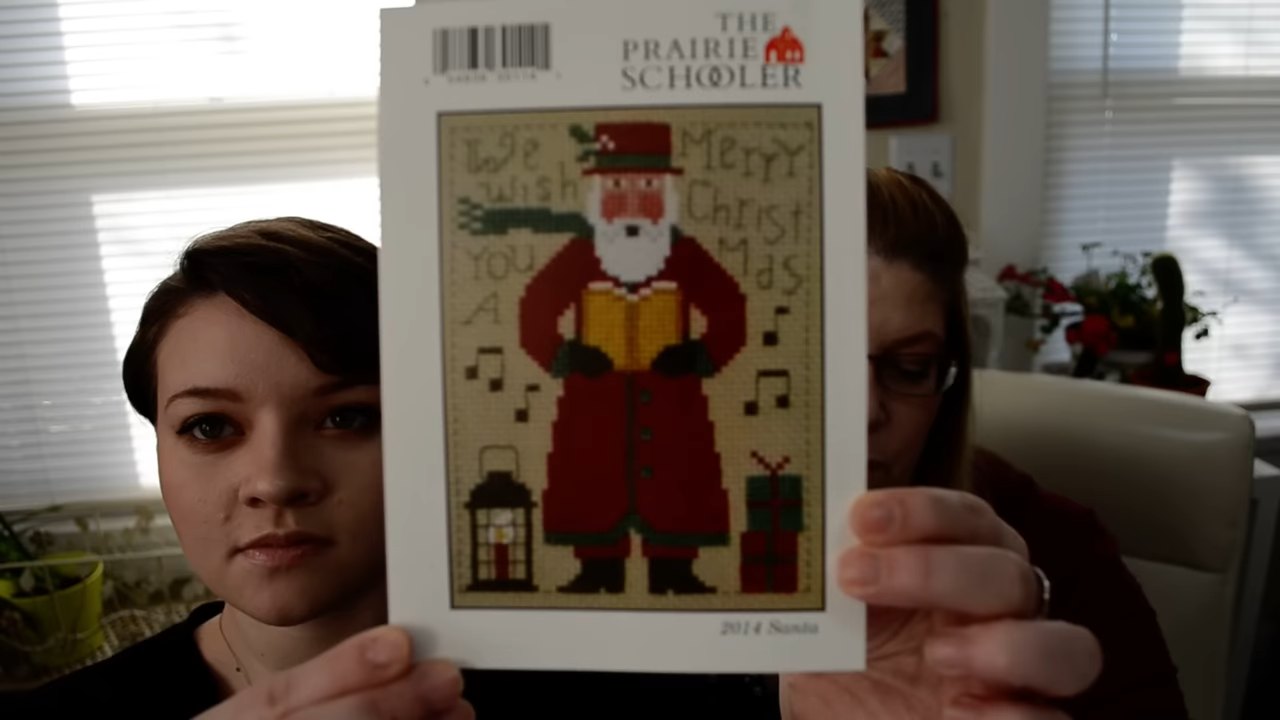 THE
PRAIRIE
SCHOOLER
We
Wish
You
A
Merry
Christ
mas
2014 Santa